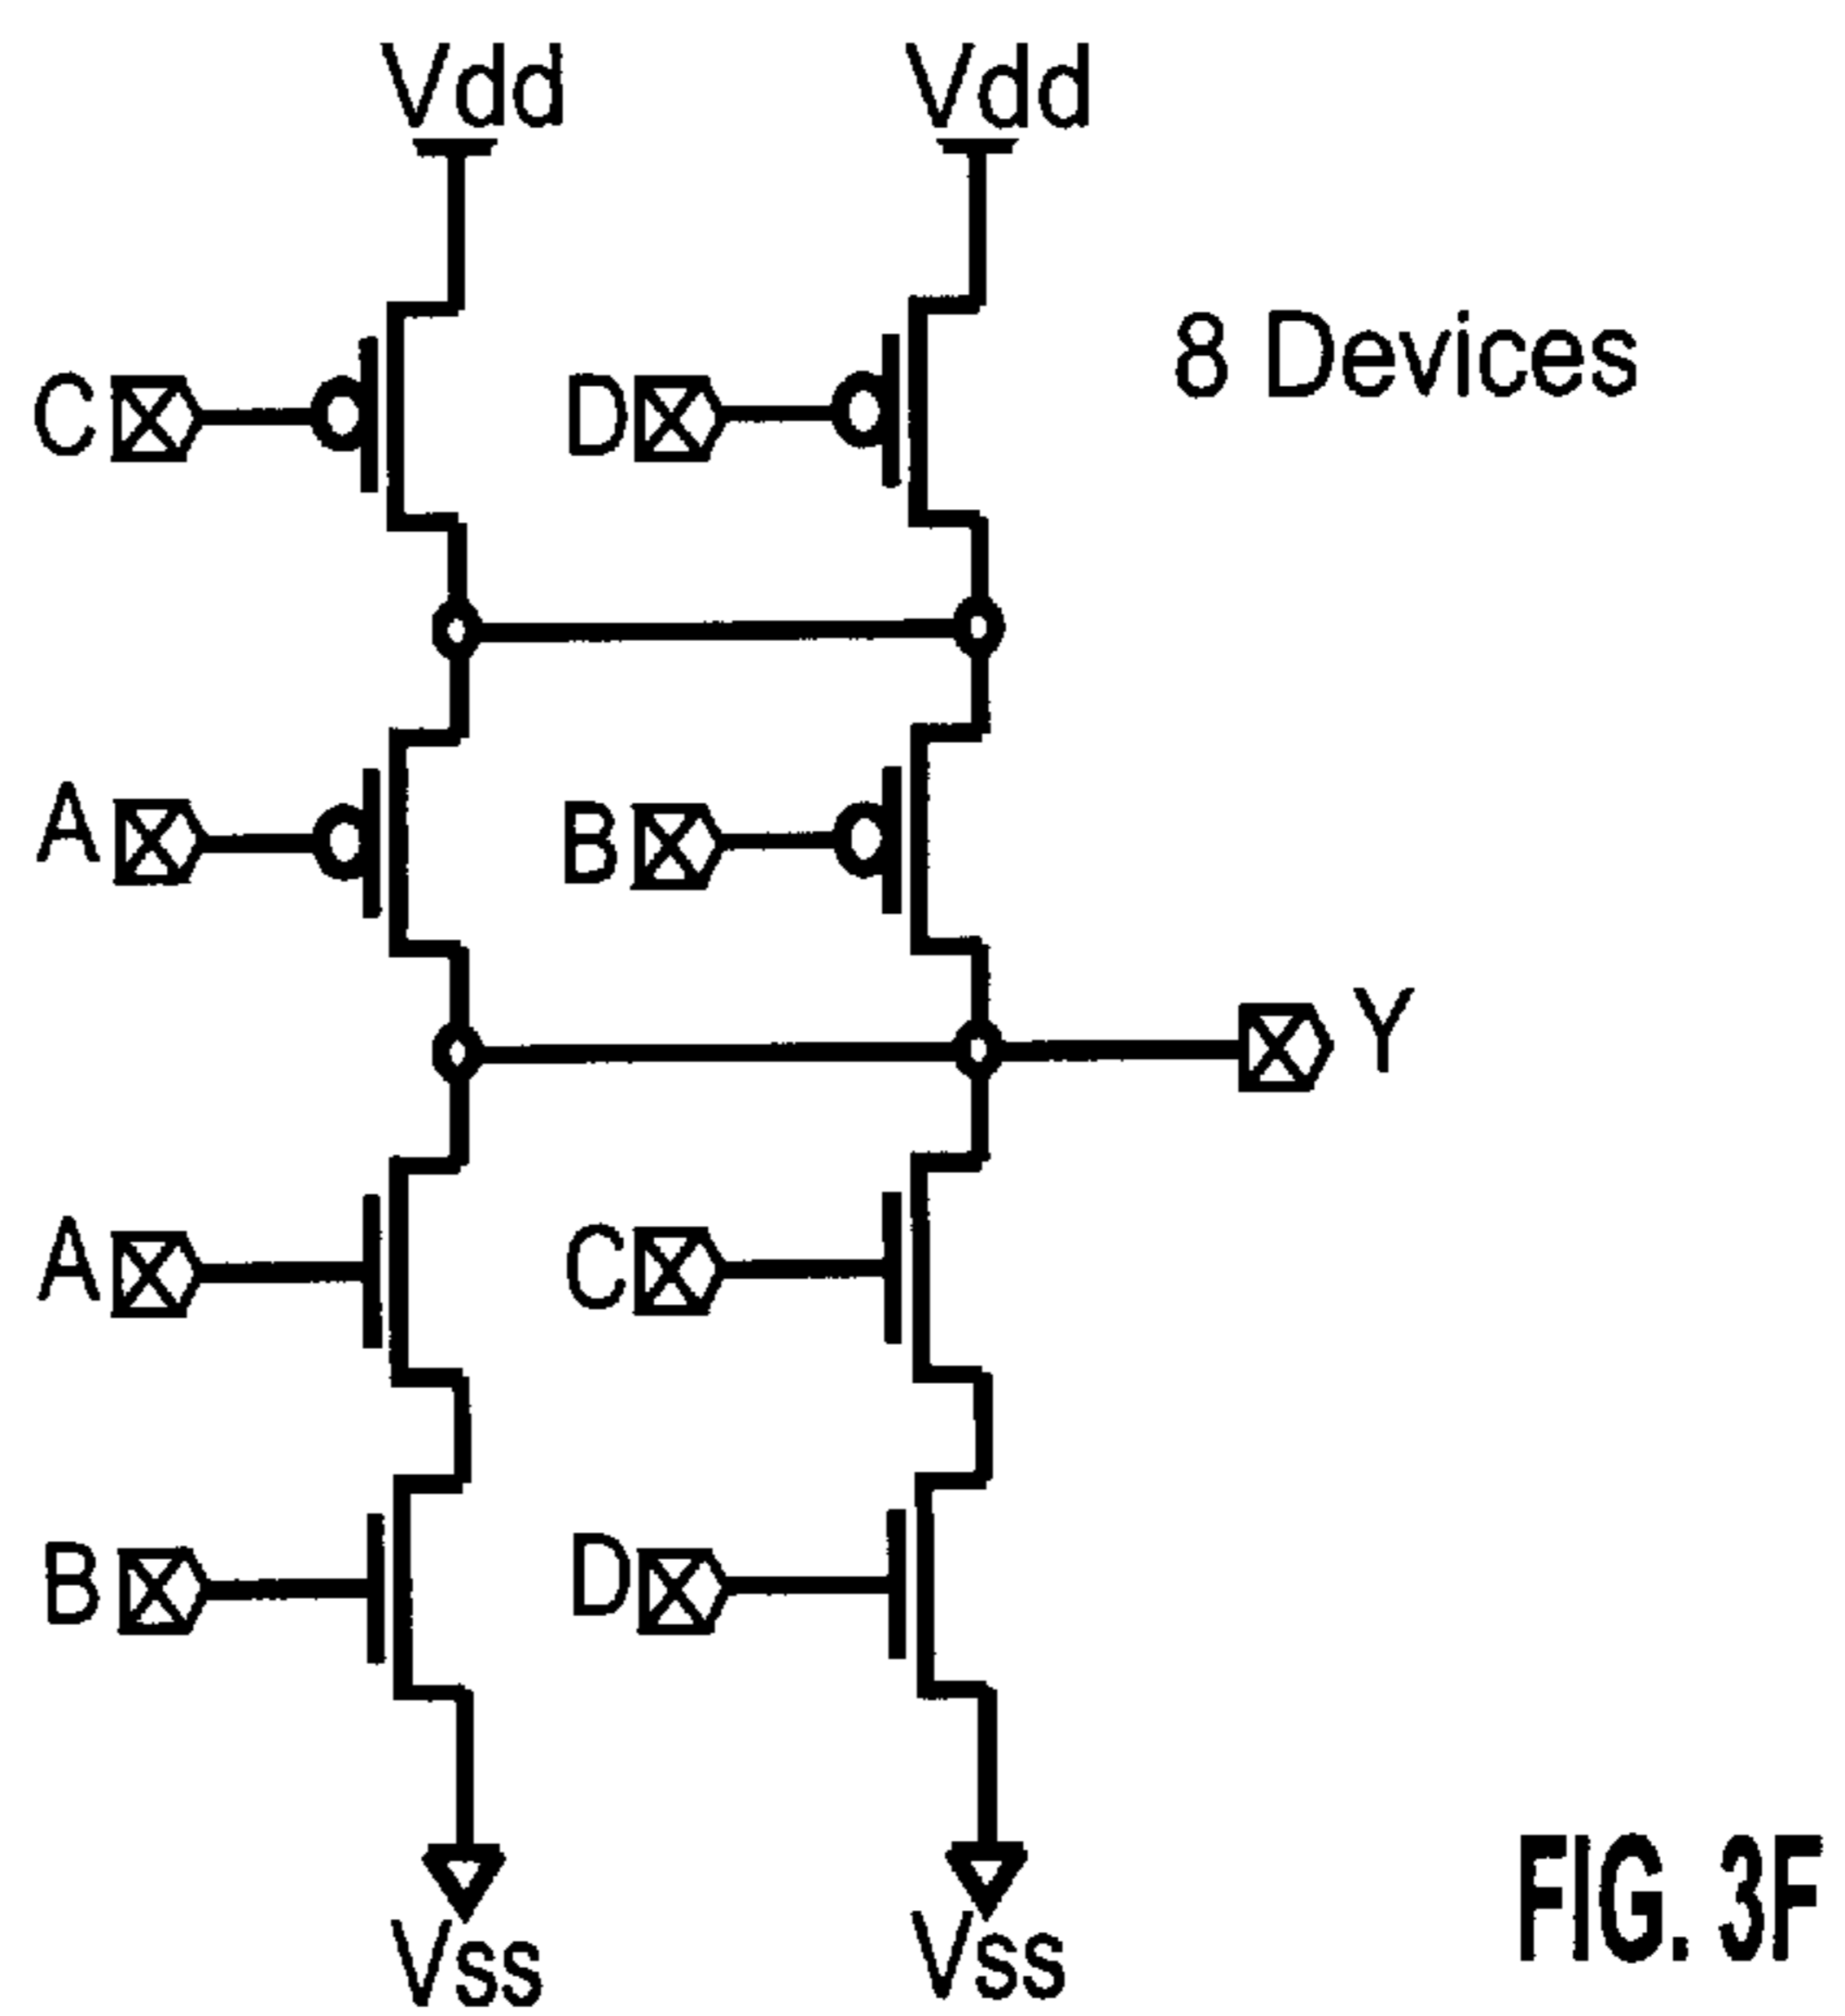 Vdd Vdd
8 Devices
C D
A B
Y
A C
B D
Vss Vss
FIG. 3F